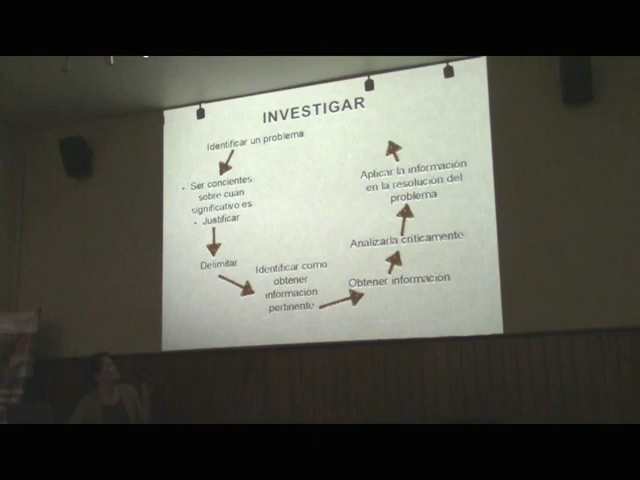 INVESTIGAR
Identificar un problema
• Ser concientes
sobre cuan
significativo es
• Justificar
Delimitar
Identificar como
obtener
información
pertinente
Obtener información
Analizarla críticamente
Aplicar la información
en la resolución del
problema